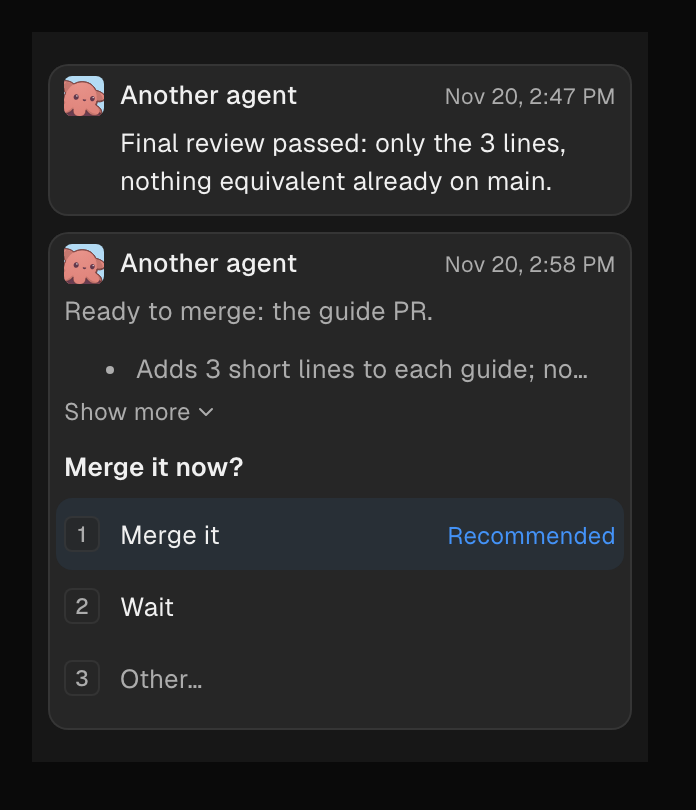 Another agent
Nov 20, 2:47 PM
Final review passed: only the 3 lines,
nothing equivalent already on main.
Another agent
Nov 20, 2:58 PM
Ready to merge: the guide PR.
• Adds 3 short lines to each guide; no…
Show more
Merge it now?
1 Merge it Recommended
2 Wait
3 Other…